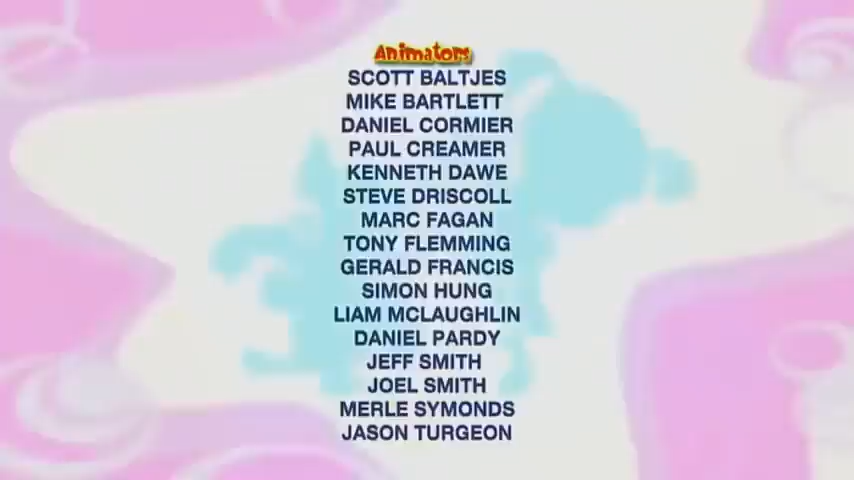 Animators
SCOTT BALTJES
MIKE BARTLETT
DANIEL CORMIER
PAUL CREAMER
KENNETH DAWE
STEVE DRISCOLL
MARC FAGAN
TONY FLEMMING
GERALD FRANCIS
SIMON HUNG
LIAM MCLAUGHLIN
DANIEL PARDY
JEFF SMITH
JOEL SMITH
MERLE SYMONDS
JASON TURGEON